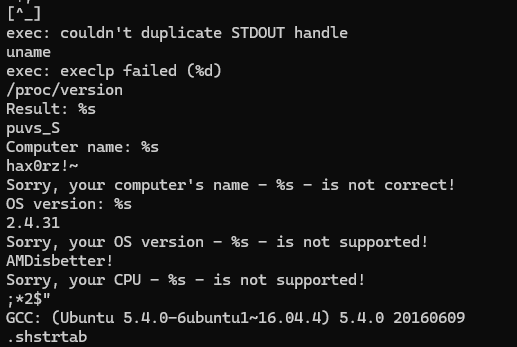 [^_]
exec: couldn't duplicate STDOUT handle
uname
exec: execlp failed (%d)
/proc/version
Result: %s
puvs_S
Computer name: %s
hax0rz!~
Sorry, your computer's name - %s - is not correct!
OS version: %s
2.4.31
Sorry, your OS version - %s - is not supported!
AMDisbetter!
Sorry, your CPU - %s - is not supported!
;*2$"
GCC: (Ubuntu 5.4.0-6ubuntu1~16.04.4) 5.4.0 20160609
.shstrtab